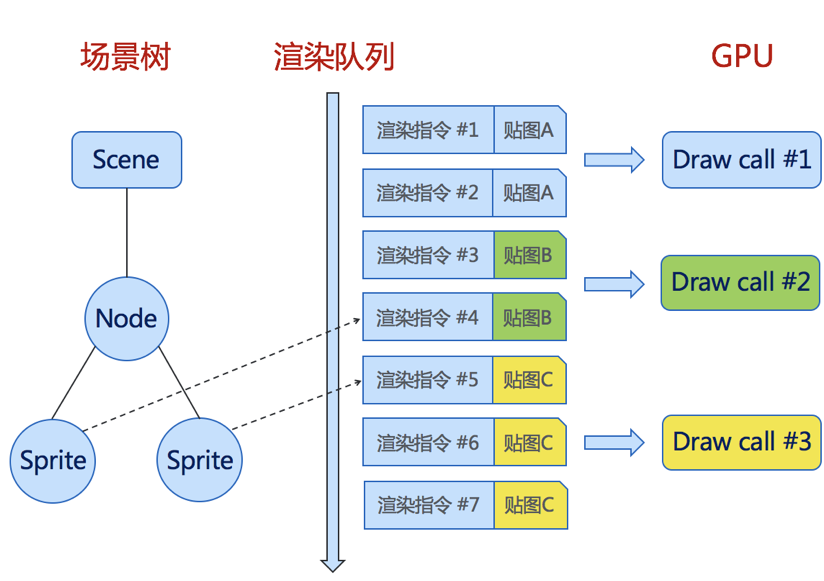 场景树
渲染队列
GPU
Scene
Node
Sprite
Sprite
渲染指令 #1 贴图A
渲染指令 #2 贴图A
渲染指令 #3 贴图B
渲染指令 #4 贴图B
渲染指令 #5 贴图C
渲染指令 #6 贴图C
渲染指令 #7 贴图C
Draw call #1
Draw call #2
Draw call #3